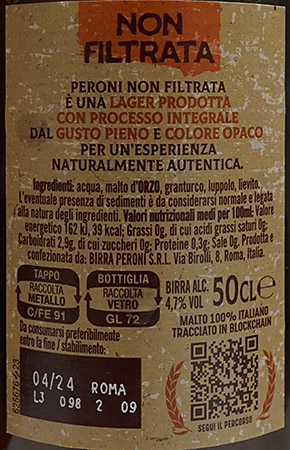 NON
FILTRATA
PERONI NON FILTRATA
È UNA LAGER PRODOTTA
CON PROCESSO INTEGRALE
DAL GUSTO PIENO E COLORE OPACO
PER UN'ESPERIENZA
NATURALMENTE AUTENTICA.
Ingredienti: acqua, malto d'ORZO, granturco, luppolo, lievito.
L'eventuale presenza di sedimenti è da considerarsi normale e legata
alla natura degli ingredienti. Valori nutrizionali medi per 100ml: Valore
energetico 162 kJ, 39 kcal; Grassi 0g, di cui acidi grassi saturi 0g;
Carboidrati 2,9g, di cui zuccheri 0g; Proteine 0,3g; Sale 0g. Prodotta e
confezionata da: BIRRA PERONI S.R.L. Via Birolli, 8, Roma, Italia.
TAPPO
RACCOLTA
METALLO
C/FE 91
BOTTIGLIA
RACCOLTA
VETRO
GL 72
BIRRA ALC.
4,7% VOL
50 CL e
MALTO 100% ITALIANO
TRACCIATO IN BLOCKCHAIN
Da consumarsi preferibilmente
entro la fine / stabilimento:
04/24 ROMA
L3 098 2 09
SEGUI IL PERCORSO